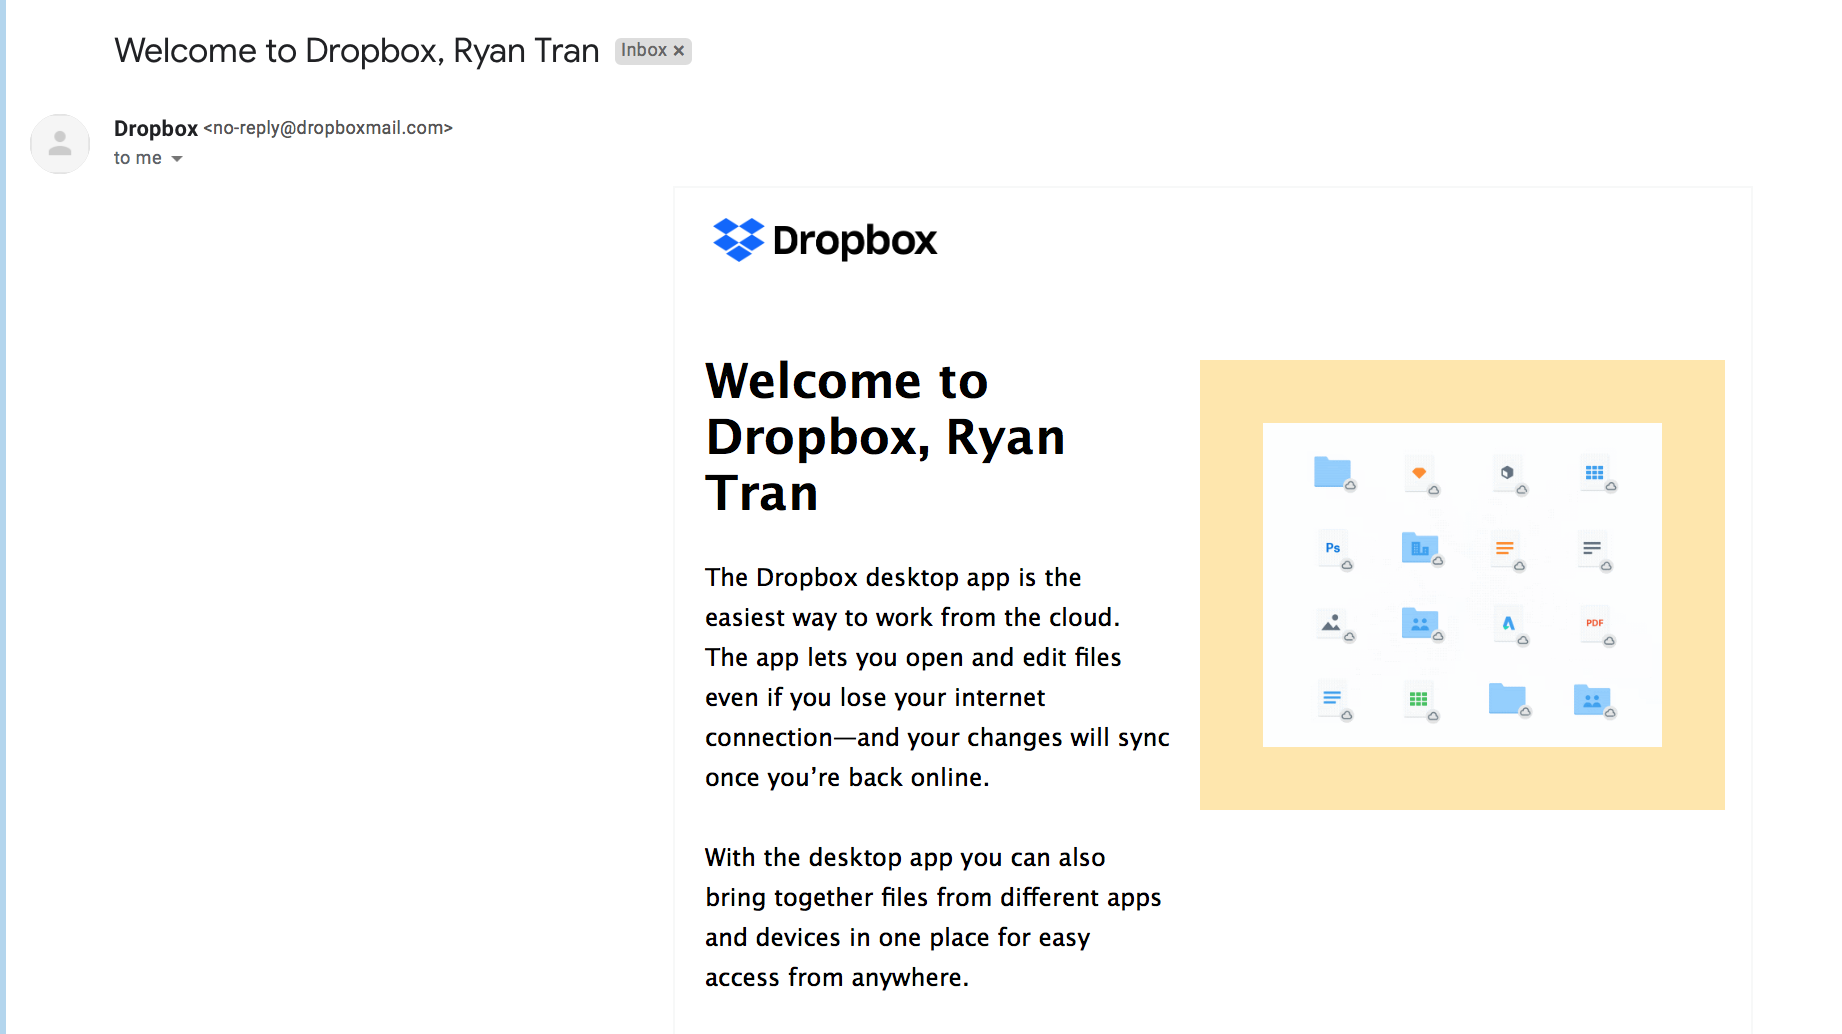 Welcome to Dropbox, Ryan Tran
Inbox ×
Dropbox <no-reply@dropboxmail.com>
to me
Dropbox
Welcome to
Dropbox, Ryan
Tran
The Dropbox desktop app is the
easiest way to work from the cloud.
The app lets you open and edit files
even if you lose your internet
connection—and your changes will sync
once you’re back online.
With the desktop app you can also
bring together files from different apps
and devices in one place for easy
access from anywhere.
Ps
PDF